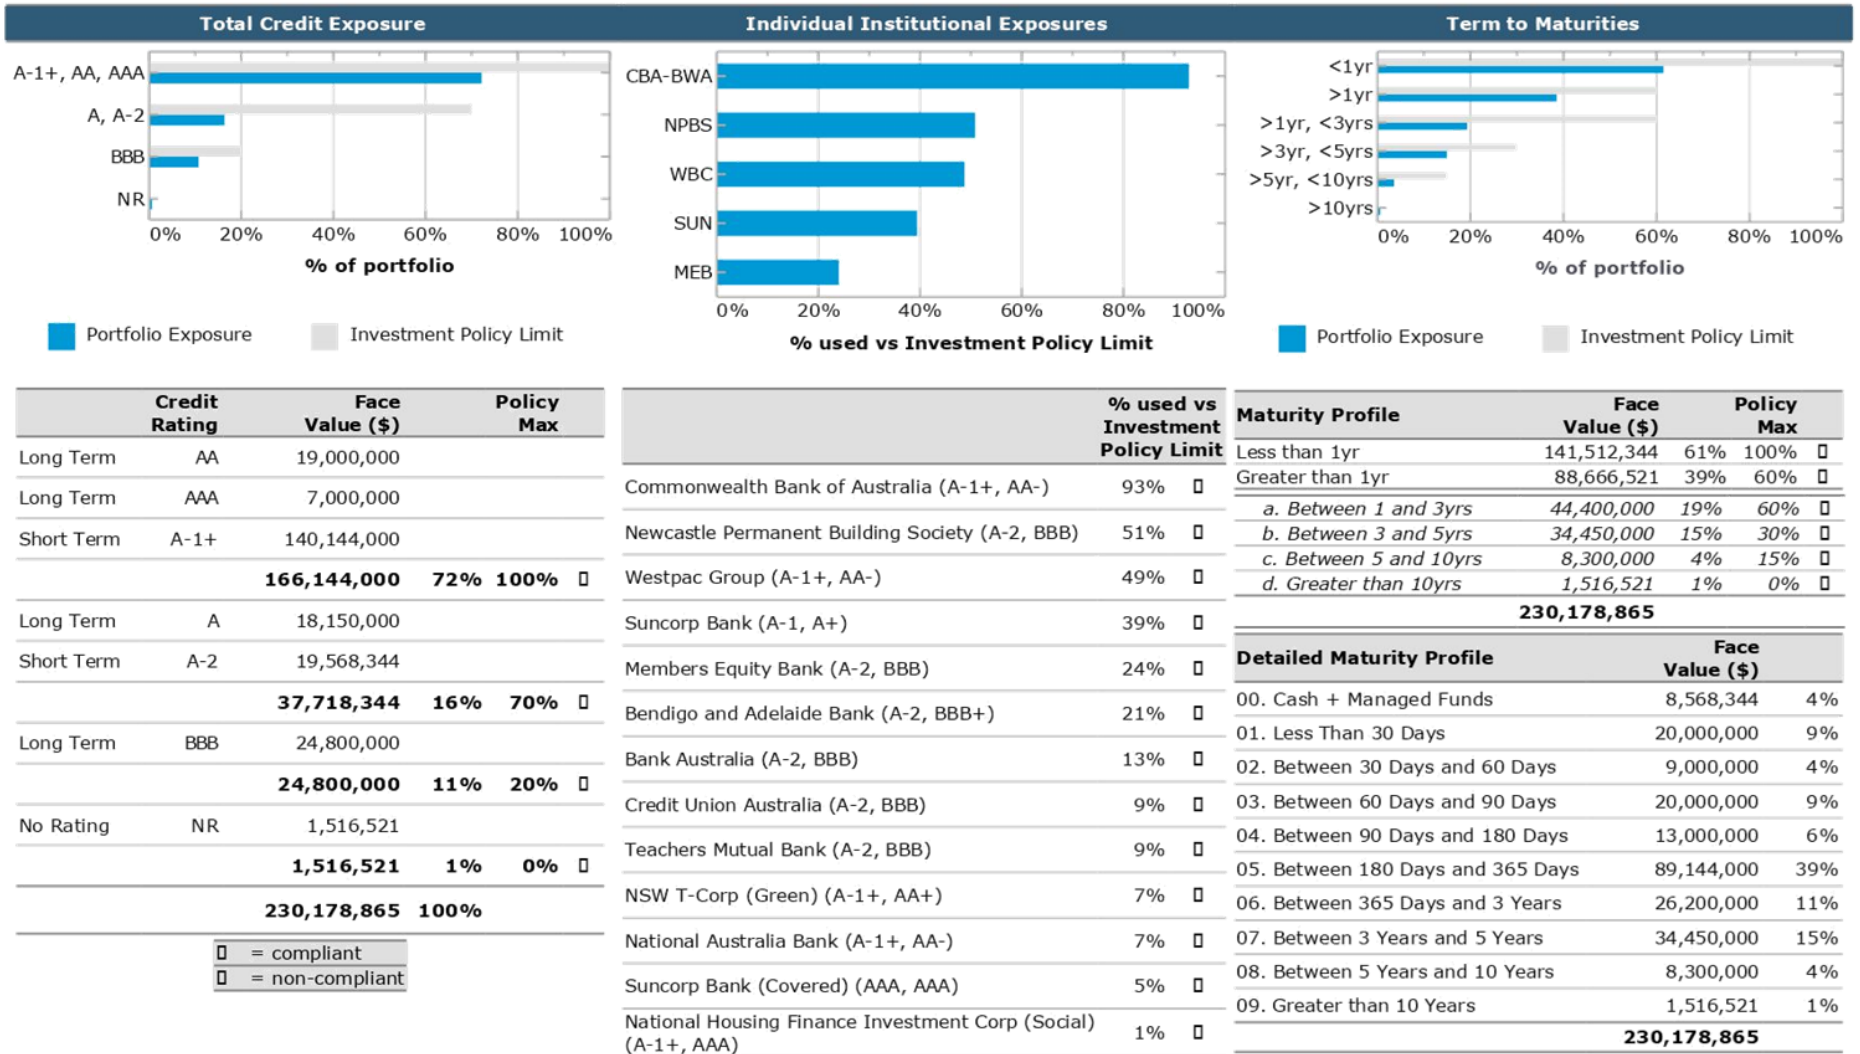 Total Credit Exposure
A-1+, AA, AAA
A, A-2
BBB
NR
0% 20% 40% 60% 80% 100%
% of portfolio
Portfolio Exposure Investment Policy Limit
Credit Rating Face Value ($) Policy Max
Long Term AA 19,000,000
Long Term AAA 7,000,000
Short Term A-1+ 140,144,000
166,144,000 72% 100%
Long Term A 18,150,000
Short Term A-2 19,568,344
37,718,344 16% 70%
Long Term BBB 24,800,000
24,800,000 11% 20%
No Rating NR 1,516,521
1,516,521 1% 0%
230,178,865 100%
= compliant
= non-compliant
Individual Institutional Exposures
CBA-BWA
NPBS
WBC
SUN
MEB
0% 20% 40% 60% 80% 100%
% used vs Investment Policy Limit
% used vs
Investment
Policy Limit
Commonwealth Bank of Australia (A-1+, AA-) 93%
Newcastle Permanent Building Society (A-2, BBB) 51%
Westpac Group (A-1+, AA-) 49%
Suncorp Bank (A-1, A+) 39%
Members Equity Bank (A-2, BBB) 24%
Bendigo and Adelaide Bank (A-2, BBB+) 21%
Bank Australia (A-2, BBB) 13%
Credit Union Australia (A-2, BBB) 9%
Teachers Mutual Bank (A-2, BBB) 9%
NSW T-Corp (Green) (A-1+, AA+) 7%
National Australia Bank (A-1+, AA-) 7%
Suncorp Bank (Covered) (AAA, AAA) 5%
National Housing Finance Investment Corp (Social)
(A-1+, AAA) 1%
Term to Maturities
<1yr
>1yr
>1yr, <3yrs
>3yr, <5yrs
>5yr, <10yrs
>10yrs
0% 20% 40% 60% 80% 100%
% of portfolio
Portfolio Exposure Investment Policy Limit
Maturity Profile Face Value ($) Policy Max
Less than 1yr 141,512,344 61% 100%
Greater than 1yr 88,666,521 39% 60%
a. Between 1 and 3yrs 44,400,000 19% 60%
b. Between 3 and 5yrs 34,450,000 15% 30%
c. Between 5 and 10yrs 8,300,000 4% 15%
d. Greater than 10yrs 1,516,521 1% 0%
230,178,865
Detailed Maturity Profile Face Value ($)
00. Cash + Managed Funds 8,568,344 4%
01. Less Than 30 Days 20,000,000 9%
02. Between 30 Days and 60 Days 9,000,000 4%
03. Between 60 Days and 90 Days 20,000,000 9%
04. Between 90 Days and 180 Days 13,000,000 6%
05. Between 180 Days and 365 Days 89,144,000 39%
06. Between 365 Days and 3 Years 26,200,000 11%
07. Between 3 Years and 5 Years 34,450,000 15%
08. Between 5 Years and 10 Years 8,300,000 4%
09. Greater than 10 Years 1,516,521 1%
230,178,865